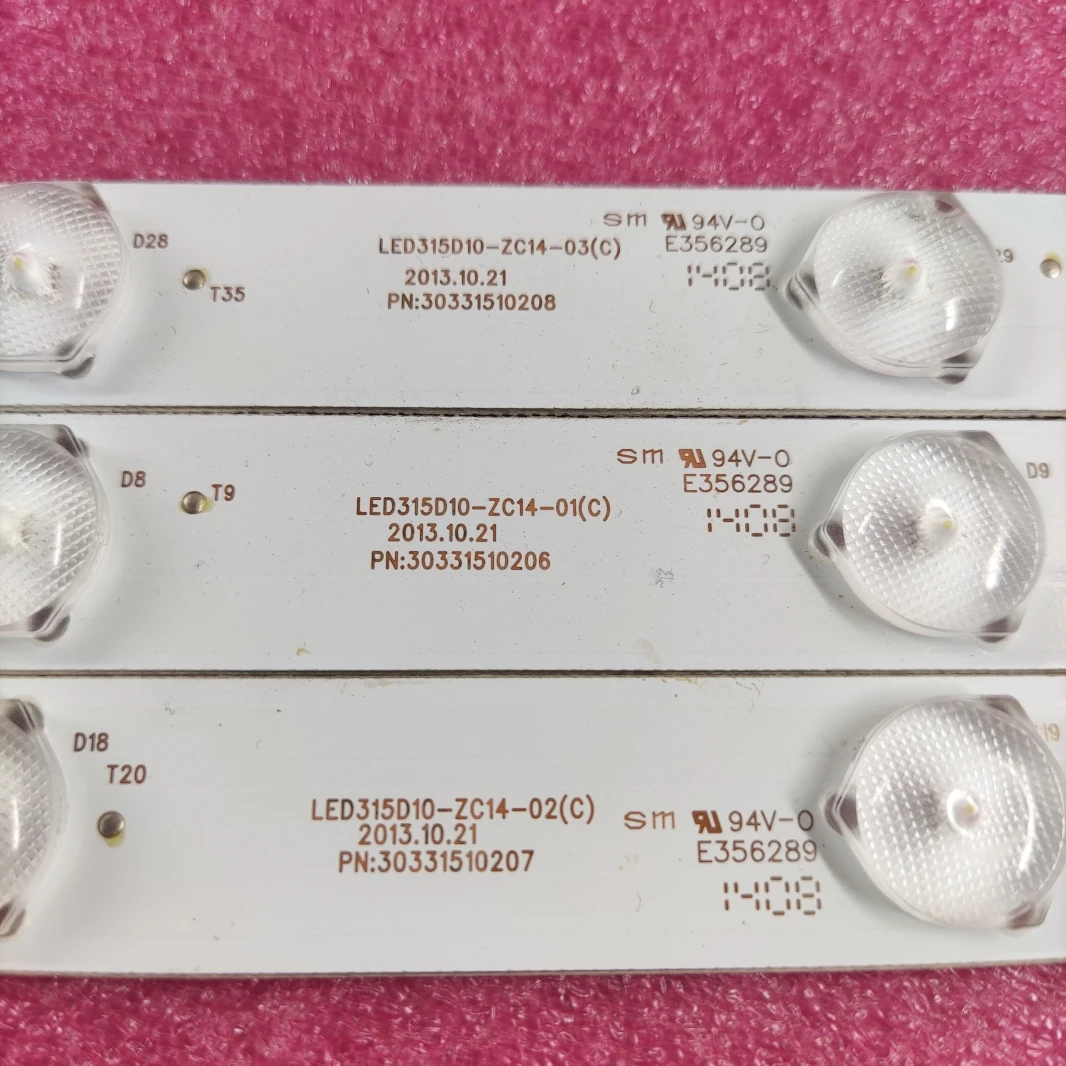 D28
T35
LED315D10-ZC14-03(C)
2013.10.21
PN:30331510208
sm 94V-0
E356289
1408
D8
T9
LED315D10-ZC14-01(C)
2013.10.21
PN:30331510206
sm 94V-0
E356289
1408
D9
D18
T20
LED315D10-ZC14-02(C)
2013.10.21
PN:30331510207
sm 94V-0
E356289
1408